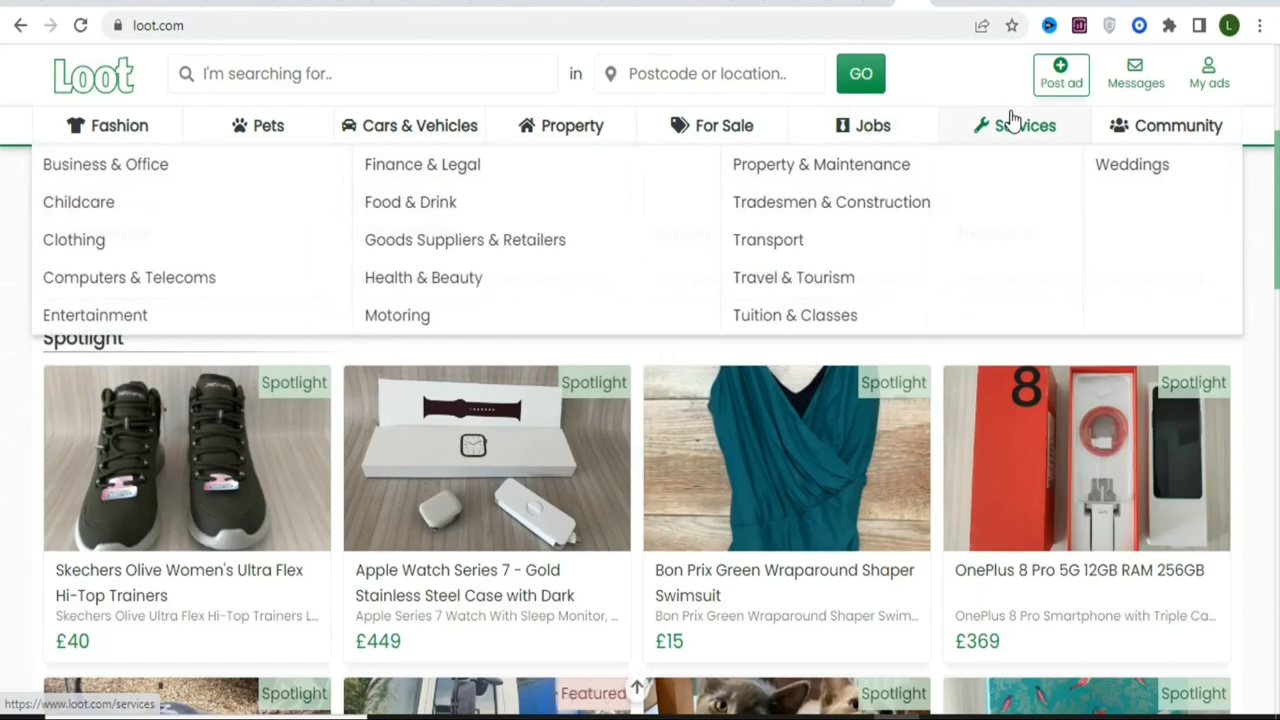 loot.com
L
Loot
I'm searching for..
in
Postcode or location..
GO
Post ad
Messages
My ads
Fashion
Pets
Cars & Vehicles
Property
For Sale
Jobs
Services
Community
Business & Office
Finance & Legal
Property & Maintenance
Weddings
Childcare
Food & Drink
Tradesmen & Construction
Clothing
Goods Suppliers & Retailers
Transport
Computers & Telecoms
Health & Beauty
Travel & Tourism
Entertainment
Motoring
Tuition & Classes
Spotlight
Spotlight
Spotlight
Spotlight
Spotlight
8
Skechers Olive Women's Ultra Flex
Hi-Top Trainers
Skechers Olive Ultra Flex Hi-Top Trainers L...
£40
Apple Watch Series 7 - Gold
Stainless Steel Case with Dark
Apple Series 7 Watch With Sleep Monitor, ...
£449
Bon Prix Green Wraparound Shaper
Swimsuit
Bon Prix Green Wraparound Shaper Swim...
£15
OnePlus 8 Pro 5G 12GB RAM 256GB
OnePlus 8 Pro Smartphone with Triple Ca...
£369
Spotlight
Featured
Spotlight
Spotlight
https://www.loot.com/services